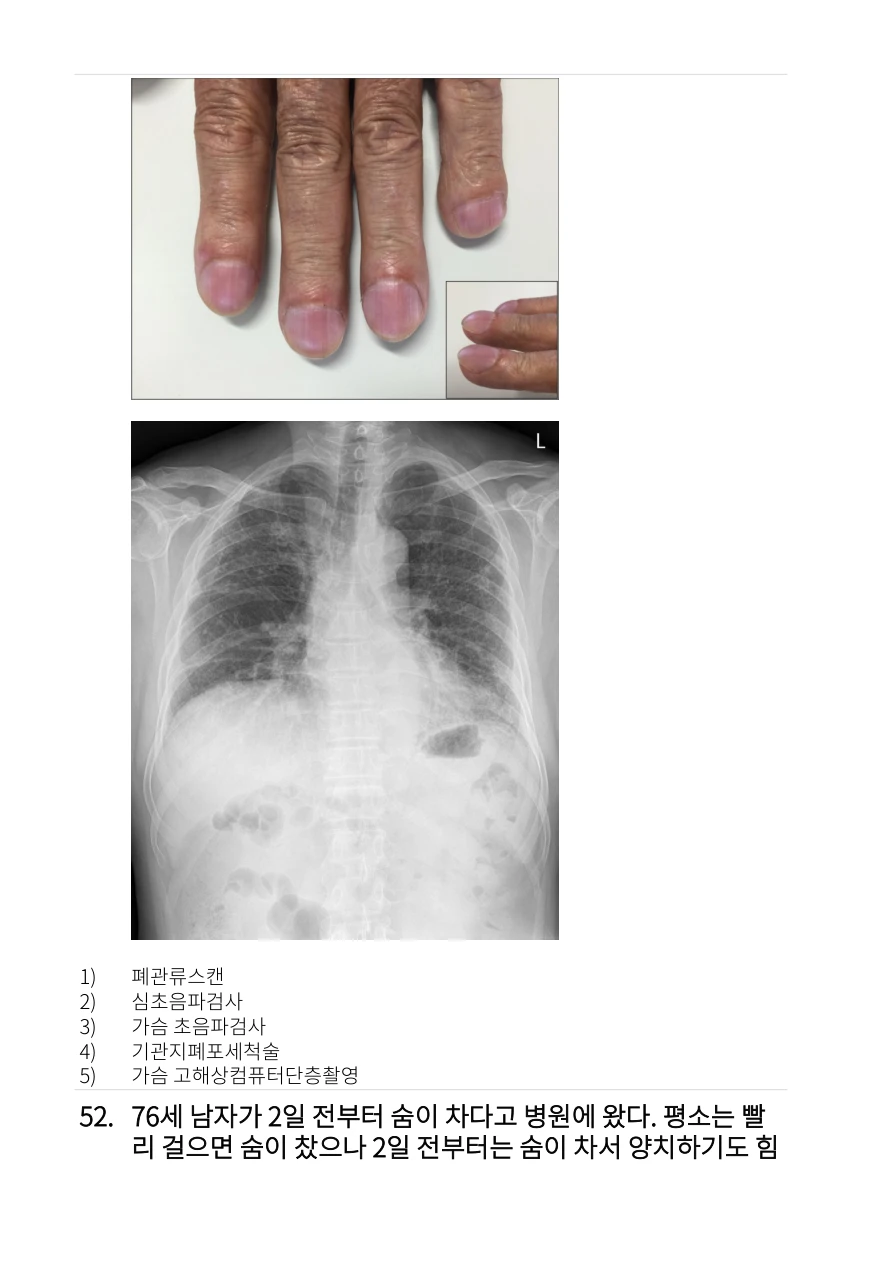 L
1) 폐관류스캔
2) 심초음파검사
3) 가슴 초음파검사
4) 기관지폐포세척술
5) 가슴 고해상컴퓨터단층촬영
52. 76세 남자가 2일 전부터 숨이 차다고 병원에 왔다. 평소는 빨
리 걸으면 숨이 찼으나 2일 전부터는 숨이 차서 양치하기도 힘